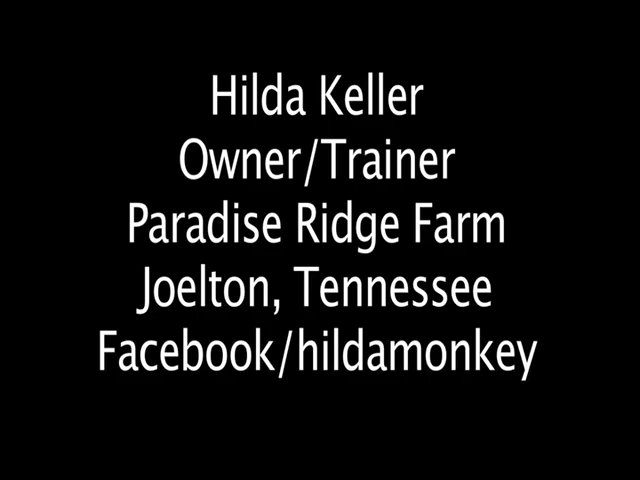 Hilda Keller
Owner/Trainer
Paradise Ridge Farm
Joelton, Tennessee
Facebook/hildamonkey